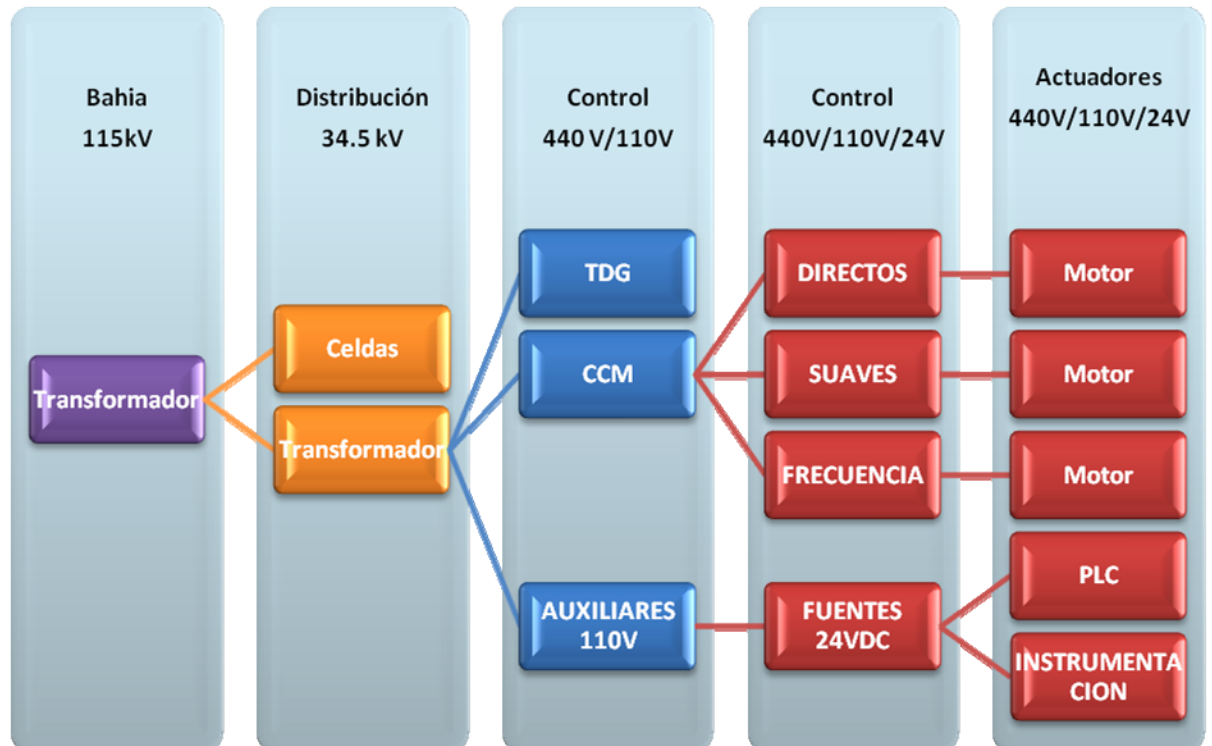 Bahia
115kV
Distribución
34.5 kV
Control
440 V/110V
Control
440V/110V/24V
Actuadores
440V/110V/24V
Transformador
Celdas
Transformador
TDG
CCM
AUXILIARES
110V
DIRECTOS
SUAVES
FRECUENCIA
FUENTES
24VDC
Motor
Motor
Motor
PLC
INSTRUMENTA
CION